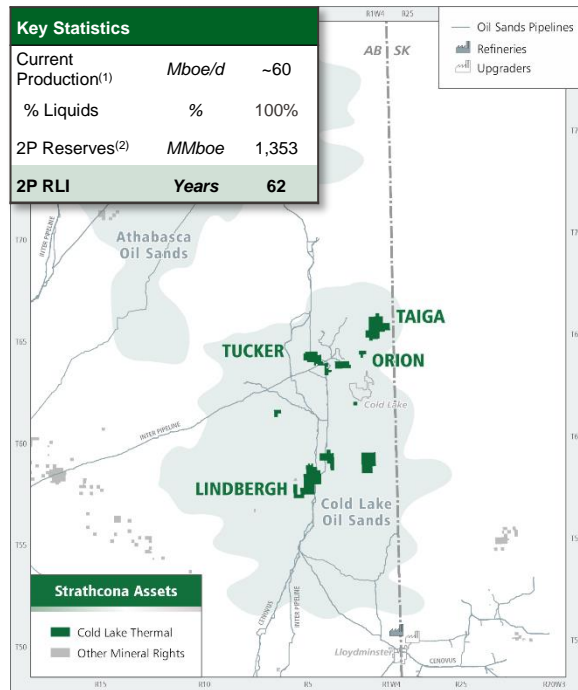 R1W4 R25
Key Statistics
Current Production(1) Mboe/d ~60
% Liquids % 100%
2P Reserves(2) MMboe 1,353
2P RLI Years 62
AB SK
Oil Sands Pipelines
Refineries
Upgraders
INTER PIPELINE
T70
Athabasca
Oil Sands
TAIGA
T65
TUCKER
ORION
Cold Lake
INTER PIPELINE
T60
LINDBERGH
Cold Lake
Oil Sands
T55
Strathcona Assets
Cold Lake Thermal
Other Mineral Rights
CENOVUS
INTER PIPELINE
T50
Lloydminster
CENOVUS
R15 R10 R5 R1W4 R25 R20W3